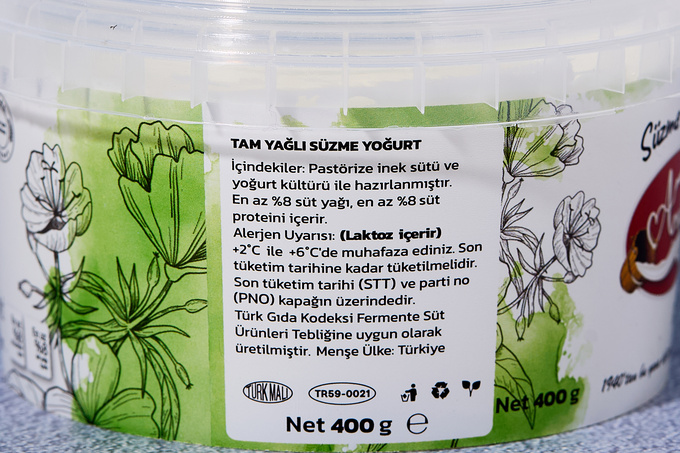 TAM YAĞLI SÜZME YOĞURT
İçindekiler: Pastörize inek sütü ve
yoğurt kültürü ile hazırlanmıştır.
En az %8 süt yağı, en az %8 süt
proteini içerir.
Alerjen Uyarısı: (Laktoz içerir)
+2°C ile +6°C'de muhafaza ediniz. Son
tüketim tarihine kadar tüketilmelidir.
Son tüketim tarihi (STT) ve parti no
(PNO) kapağın üzerindedir.
Türk Gıda Kodeksi Fermente Süt
Ürünleri Tebliğine uygun olarak
üretilmiştir. Menşe Ülke: Türkiye
TÜRK MALI
TR59-0021
Net 400 g ℮
Net 400 g
Süzme
1940'tan